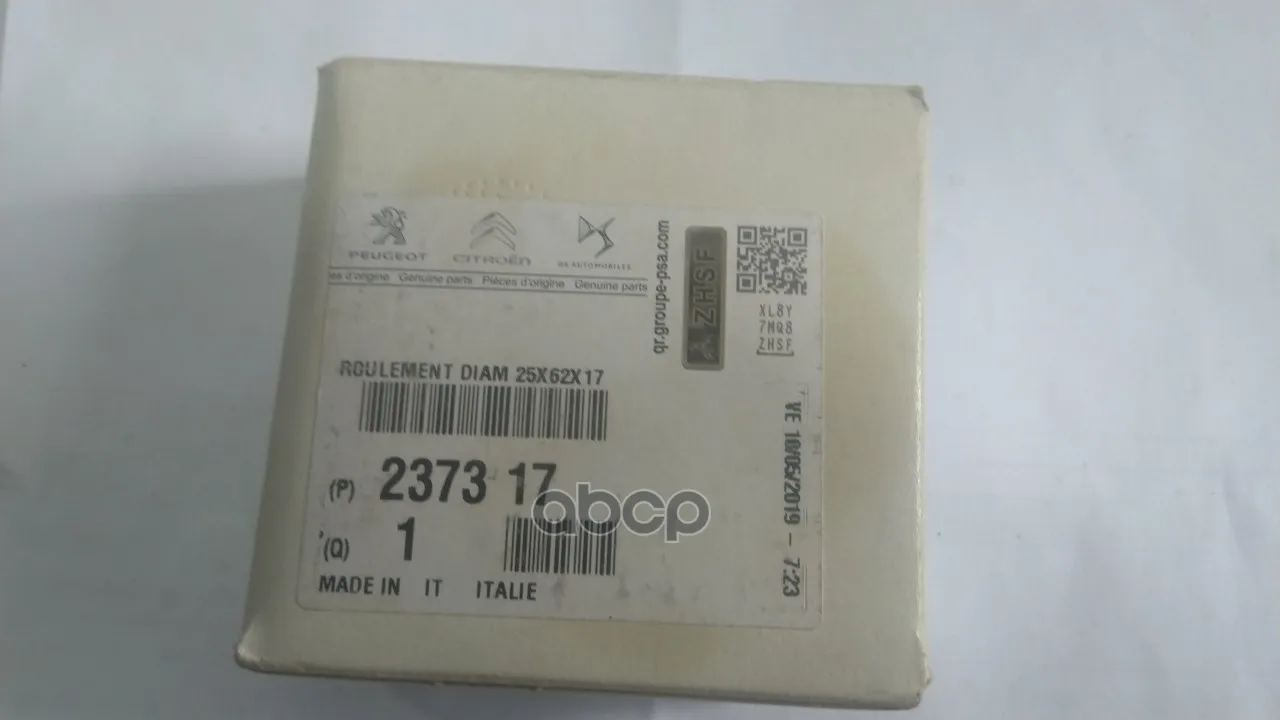 PEUGEOT CITROËN DS AUTOMOBILES
es d'origine Genuine parts Pièces d'origine Genuine parts
qr.groupe-psa.com
ZHSF
XL8Y
7MQ8
ZHSF
ROULEMENT DIAM 25X62X17
(P) 2373 17
(Q) 1
MADE IN IT ITALIE
VE 10/05/2019 - 7:23
abcp